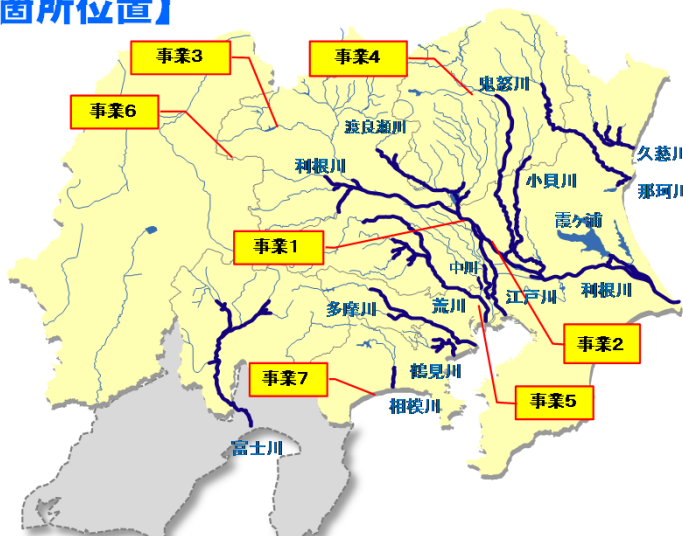 箇所位置】
事業3
事業4
鬼怒川
事業6
渡良瀬川
久慈川
利根川
小貝川
那珂川
霞ヶ浦
事業1
中川
利根川
江戸川
荒川
多摩川
事業2
鶴見川
事業7
事業5
相模川
富士川